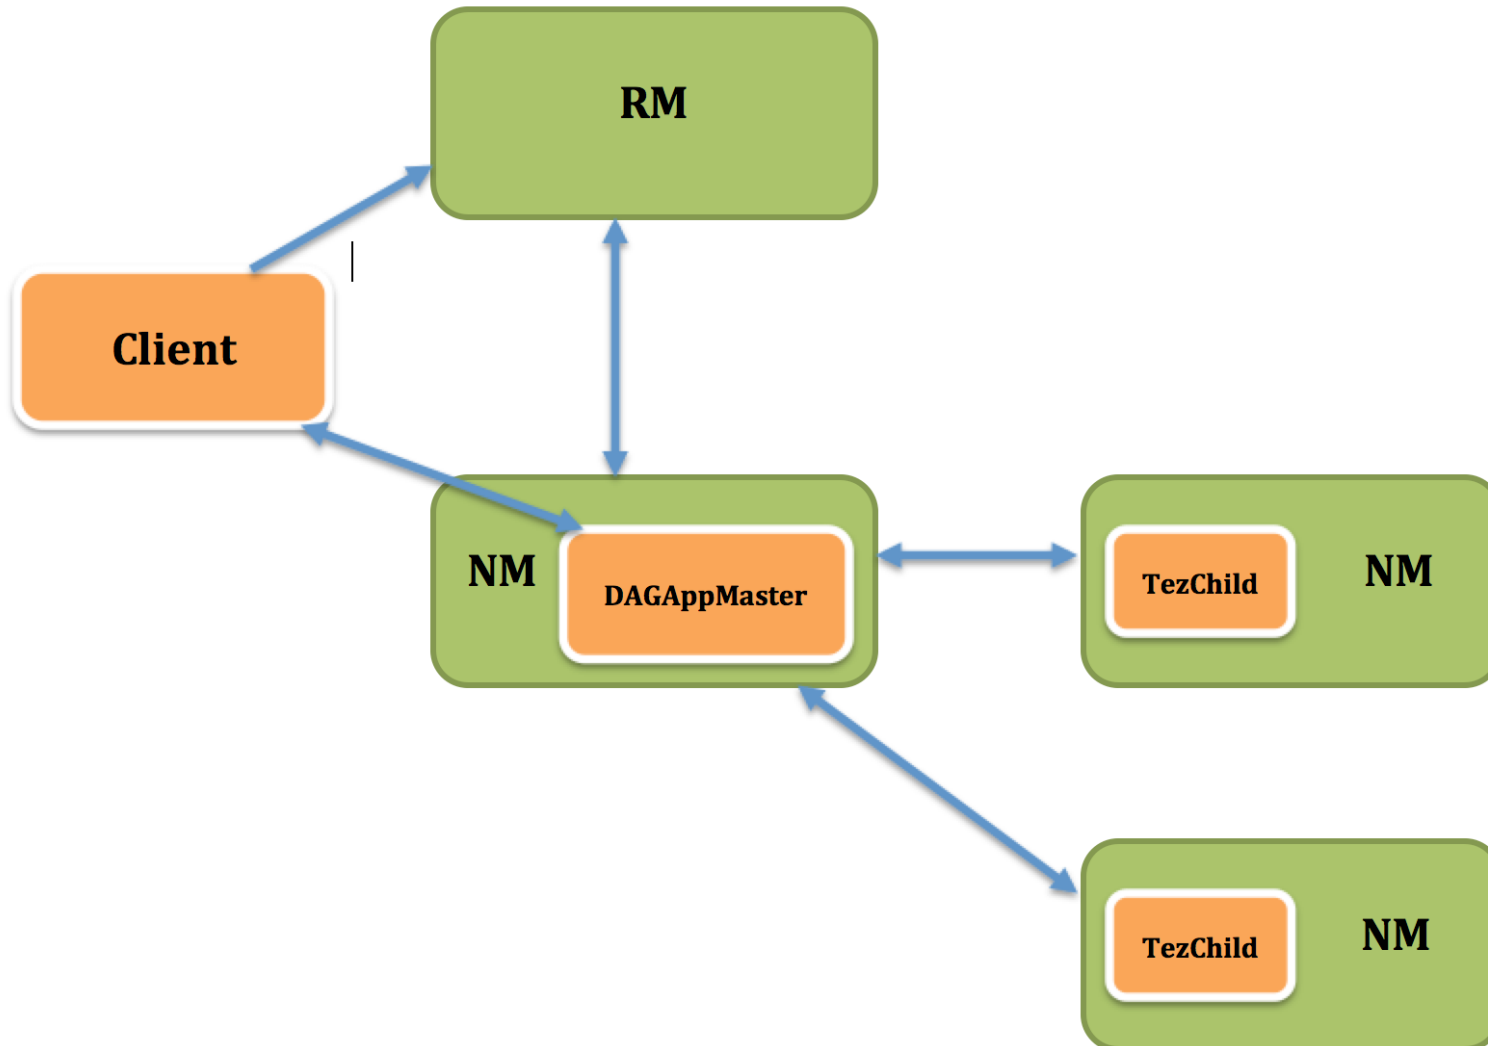 RM
Client
NM
DAGAppMaster
TezChild
NM
TezChild
NM